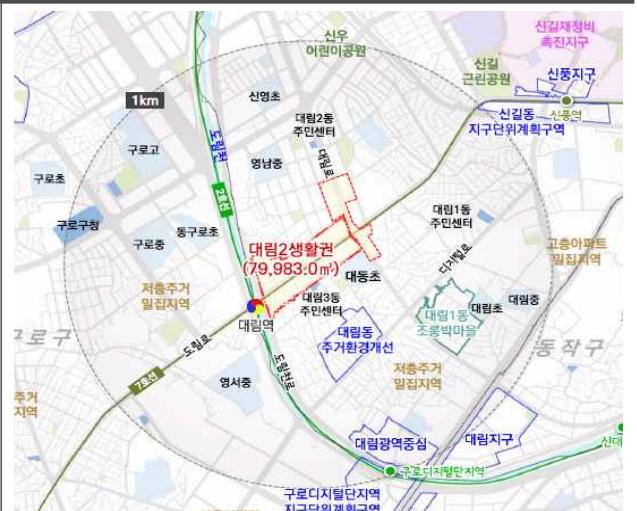 신길재정비
촉진지구
신우
어린이공원
신길
근린공원
신풍지구
1km
신영초
신길동
지구단위계획구역
신풍역
대림2동
주민센터
도림천
대림로
구로고
영남중
구로초
2호선
대림1동
주민센터
구로구청
구로중
동구로초
대림2생활권
(79,983.0㎡)
고층아파트
밀집지역
디지털로
대동초
저층주거
밀집지역
대림3동
주민센터
대림초
대림중
대림1동
조롱박마을
대림역
구로구
도림로
대림동
주거환경개선
동작구
도림천로
7호선
영서중
저층주거
밀집지역
주거
지역
대림광역중심
대림지구
신대
구로디지털단지역
구로디지털단지역
지구단위계획구역